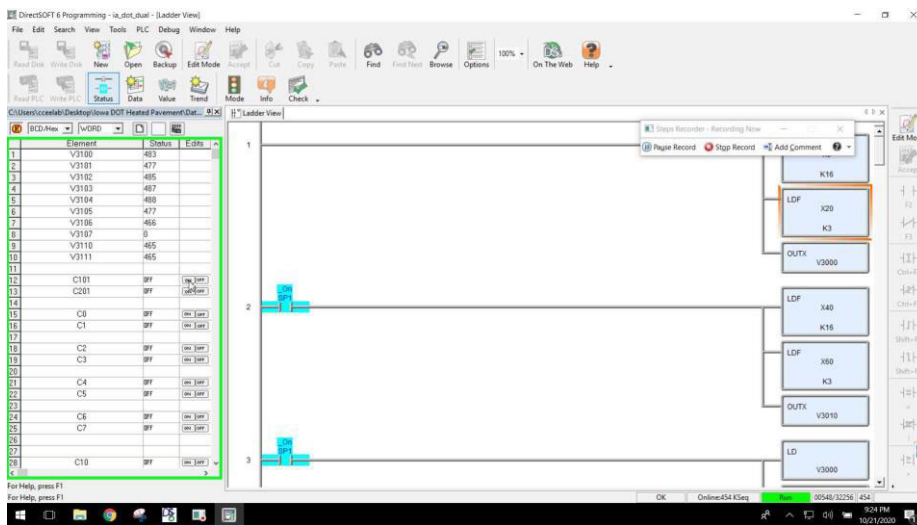 DirectSOFT 6 Programming - ia_dot_dual - [Ladder View]
File Edit Search View Tools PLC Debug Window Help
Read Disk Write Disk New Open Backup Edit Mode Accept Cut Copy Paste Find Find Next Browse Options 100% On The Web Help
Read PLC Write PLC Status Data Value Trend Mode Info Check
C:\Users\cceelab\Desktop\Iowa DOT Heated Pavement\Dat...
Ladder View
BCD/Hex WORD
Steps Recorder - Recording Now
Pause Record Stop Record Add Comment
Edit Mo
Element Status Edits
1 V3100 483
2 V3101 477
3 V3102 485
4 V3103 487
5 V3104 488
6 V3105 477
7 V3106 466
8 V3107 0
9 V3110 465
10 V3111 465
11
12 C101 OFF ON OFF
13 C201 OFF ON OFF
14
15 C0 OFF ON OFF
16 C1 OFF ON OFF
17
18 C2 OFF ON OFF
19 C3 OFF ON OFF
20
21 C4 OFF ON OFF
22 C5 OFF ON OFF
23
24 C6 OFF ON OFF
25 C7 OFF ON OFF
26
27
28 C10 OFF ON OFF
1
K16
LDF
X20
K3
OUTX
V3000
2
_On
SP1
LDF
X40
K16
LDF
X60
K3
OUTX
V3010
3
_On
SP1
LD
V3000
Accep
F2
F3
For Help, press F1
For Help, press F1
OK Online:454 KSeq Run 00548/32256 454
9:24 PM
10/21/2020